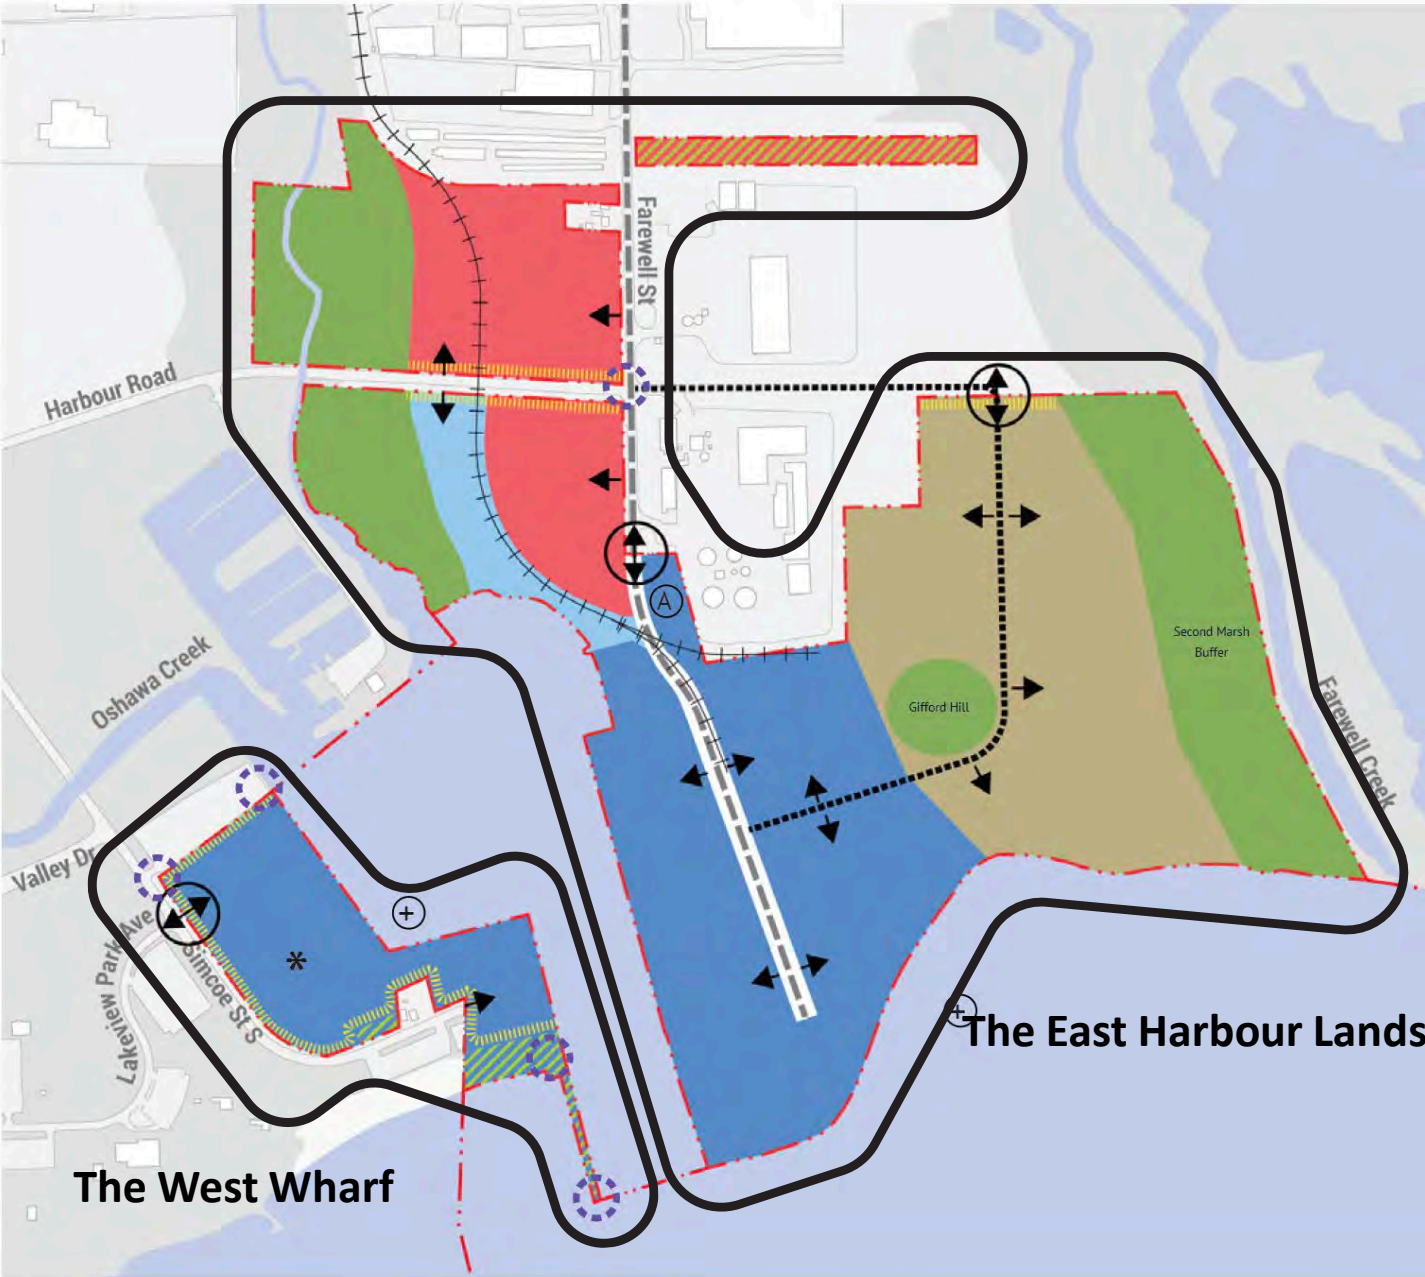 Farewell St
Harbour Road
A
Second Marsh
Buffer
Oshawa Creek
Gifford Hill
Farewell Creek
Valley Dr
Lakeview Park Ave
Simcoe St S
*
+
+
The East Harbour Lands
The West Wharf